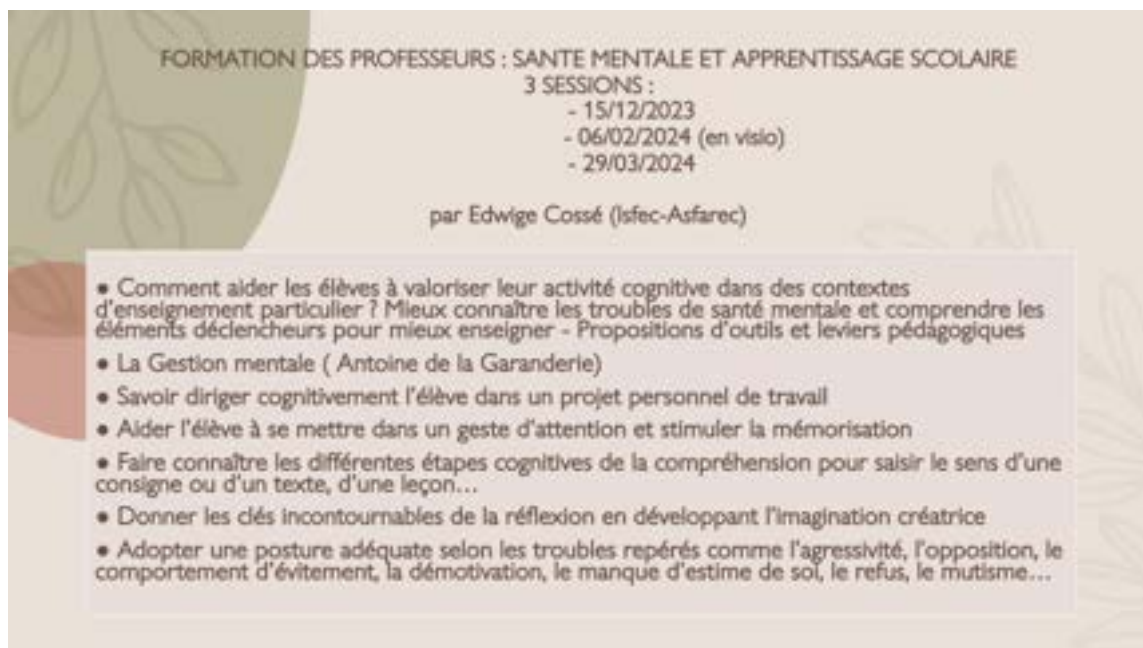 FORMATION DES PROFESSEURS : SANTE MENTALE ET APPRENTISSAGE SCOLAIRE
3 SESSIONS :
- 15/12/2023
- 06/02/2024 (en visio)
- 29/03/2024
par Edwige Cossé (Isfec-Asfarec)
• Comment aider les élèves à valoriser leur activité cognitive dans des contextes
d'enseignement particulier ? Mieux connaître les troubles de santé mentale et comprendre les
éléments déclencheurs pour mieux enseigner - Propositions d'outils et leviers pédagogiques
• La Gestion mentale ( Antoine de la Garanderie)
• Savoir diriger cognitivement l'élève dans un projet personnel de travail
• Aider l'élève à se mettre dans un geste d'attention et stimuler la mémorisation
• Faire connaître les différentes étapes cognitives de la compréhension pour saisir le sens d'une
consigne ou d'un texte, d'une leçon…
• Donner les clés incontournables de la réflexion en développant l'imagination créatrice
• Adopter une posture adéquate selon les troubles repérés comme l'agressivité, l'opposition, le
comportement d'évitement, la démotivation, le manque d'estime de soi, le refus, le mutisme…